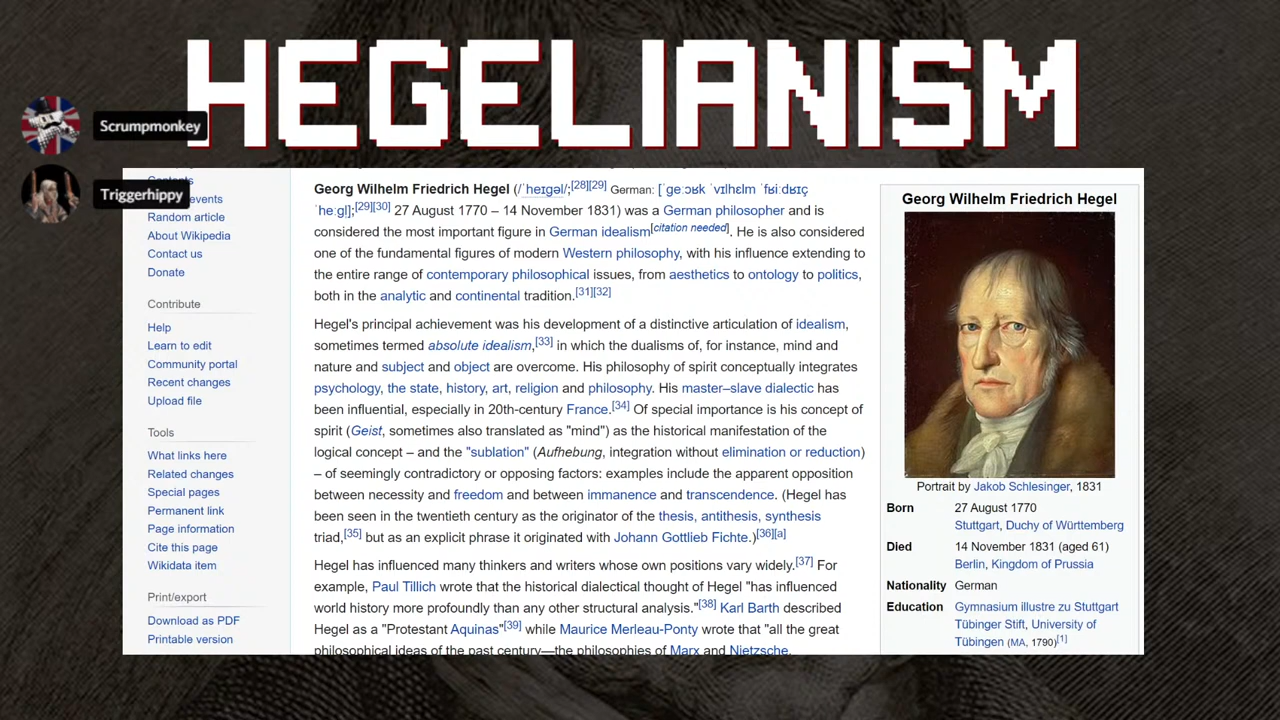 HEGELIANISM
Scrumpmonkey
Triggerhippy
Contents
events
Random article
About Wikipedia
Contact us
Donate
Contribute
Help
Learn to edit
Community portal
Recent changes
Upload file
Tools
What links here
Related changes
Special pages
Permanent link
Page information
Cite this page
Wikidata item
Print/export
Download as PDF
Printable version
Georg Wilhelm Friedrich Hegel (/ˈheɪɡəl/;[28][29] German: [ˈɡeːɔʁk ˈvɪlhɛlm ˈfʁiːdʁɪç
ˈheːɡl̩];[29][30] 27 August 1770 – 14 November 1831) was a German philosopher and is
considered the most important figure in German idealism[citation needed]. He is also considered
one of the fundamental figures of modern Western philosophy, with his influence extending to
the entire range of contemporary philosophical issues, from aesthetics to ontology to politics,
both in the analytic and continental tradition.[31][32]
Hegel's principal achievement was his development of a distinctive articulation of idealism,
sometimes termed absolute idealism,[33] in which the dualisms of, for instance, mind and
nature and subject and object are overcome. His philosophy of spirit conceptually integrates
psychology, the state, history, art, religion and philosophy. His master–slave dialectic has
been influential, especially in 20th-century France.[34] Of special importance is his concept of
spirit (Geist, sometimes also translated as "mind") as the historical manifestation of the
logical concept – and the "sublation" (Aufhebung, integration without elimination or reduction)
– of seemingly contradictory or opposing factors: examples include the apparent opposition
between necessity and freedom and between immanence and transcendence. (Hegel has
been seen in the twentieth century as the originator of the thesis, antithesis, synthesis
triad,[35] but as an explicit phrase it originated with Johann Gottlieb Fichte.)[36][a]
Hegel has influenced many thinkers and writers whose own positions vary widely.[37] For
example, Paul Tillich wrote that the historical dialectical thought of Hegel "has influenced
world history more profoundly than any other structural analysis."[38] Karl Barth described
Hegel as a "Protestant Aquinas"[39] while Maurice Merleau-Ponty wrote that "all the great
philosophical ideas of the past century—the philosophies of Marx and Nietzsche,
Georg Wilhelm Friedrich Hegel
Portrait by Jakob Schlesinger, 1831
Born 27 August 1770
Stuttgart, Duchy of Württemberg
Died 14 November 1831 (aged 61)
Berlin, Kingdom of Prussia
Nationality German
Education Gymnasium illustre zu Stuttgart
Tübinger Stift, University of
Tübingen (MA, 1790)[1]